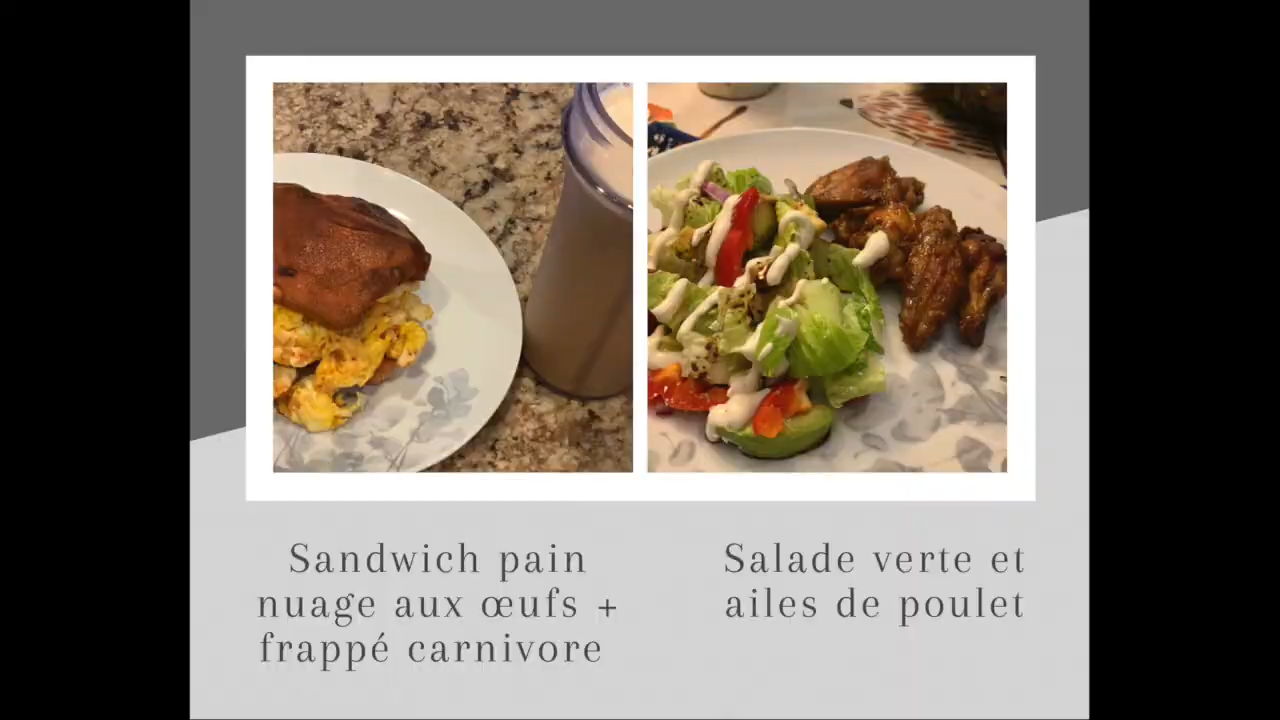 Sandwich pain
nuage aux œufs +
frappé carnivore
Salade verte et
ailes de poulet